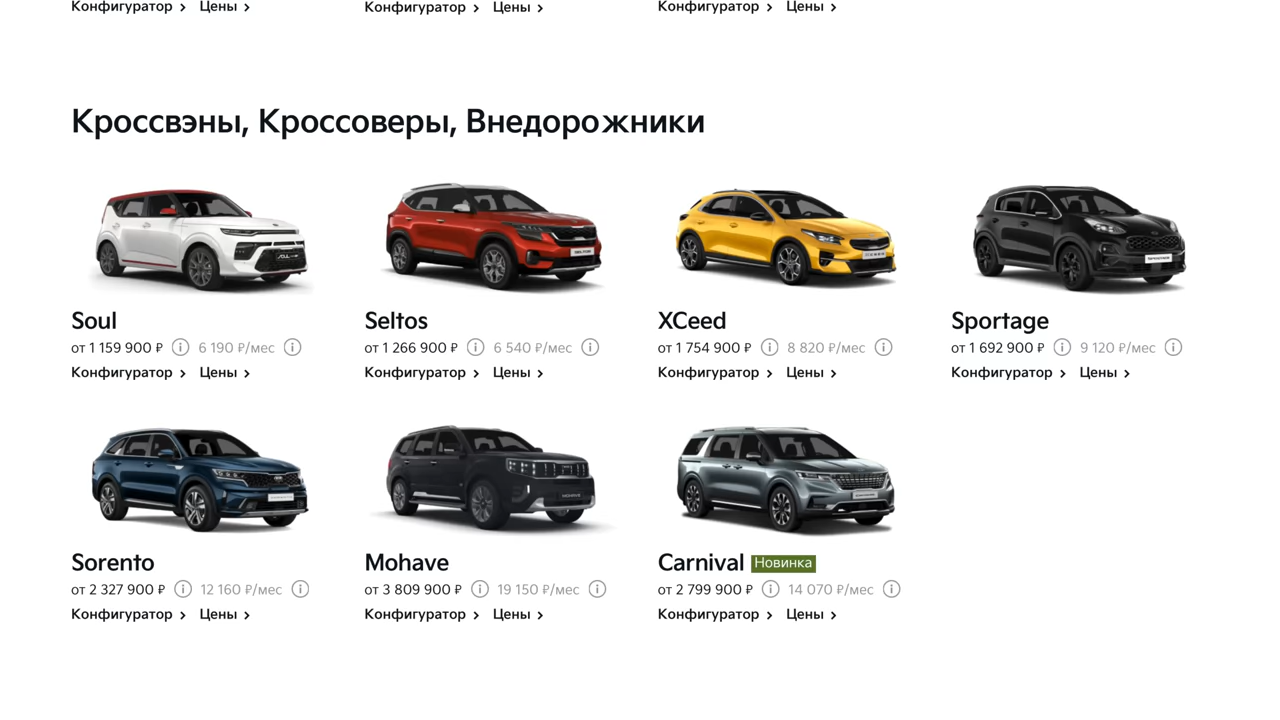 Конфигуратор > Цены > Конфигуратор > Цены > Конфигуратор > Цены >
Кроссвэны, Кроссоверы, Внедорожники
Soul Seltos XCeed Sportage
от 1 159 900 ₽ 6 190 ₽/мес от 1 266 900 ₽ 6 540 ₽/мес от 1 754 900 ₽ 8 820 ₽/мес от 1 692 900 ₽ 9 120 ₽/мес
Конфигуратор > Цены > Конфигуратор > Цены > Конфигуратор > Цены > Конфигуратор > Цены >
Sorento Mohave Carnival Новинка
от 2 327 900 ₽ 12 160 ₽/мес от 3 809 900 ₽ 19 150 ₽/мес от 2 799 900 ₽ 14 070 ₽/мес
Конфигуратор > Цены > Конфигуратор > Цены > Конфигуратор > Цены >